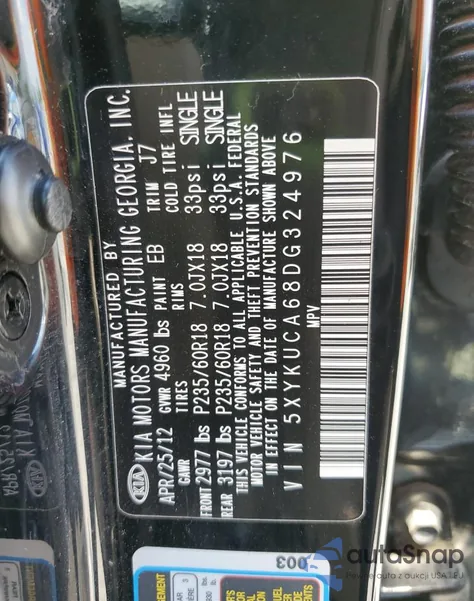 MANUFACTURED BY
KIA KIA MOTORS MANUFACTURING GEORGIA, INC.
APR/25/12 GVWR 4960 lbs PAINT EB TRIM J7
GAWR TIRES RIMS COLD TIRE INFL
FRONT 2977 lbs P235/60R18 7.0JX18 33psi SINGLE
REAR 3197 lbs P235/60R18 7.0JX18 33psi SINGLE
THIS VEHICLE CONFORMS TO ALL APPLICABLE U.S.A. FEDERAL
MOTOR VEHICLE SAFETY AND THEFT PREVENTION STANDARDS
IN EFFECT ON THE DATE OF MANUFACTURE SHOWN ABOVE
VIN 5XYKUCA68DG324976
MPV
003
autoSnap